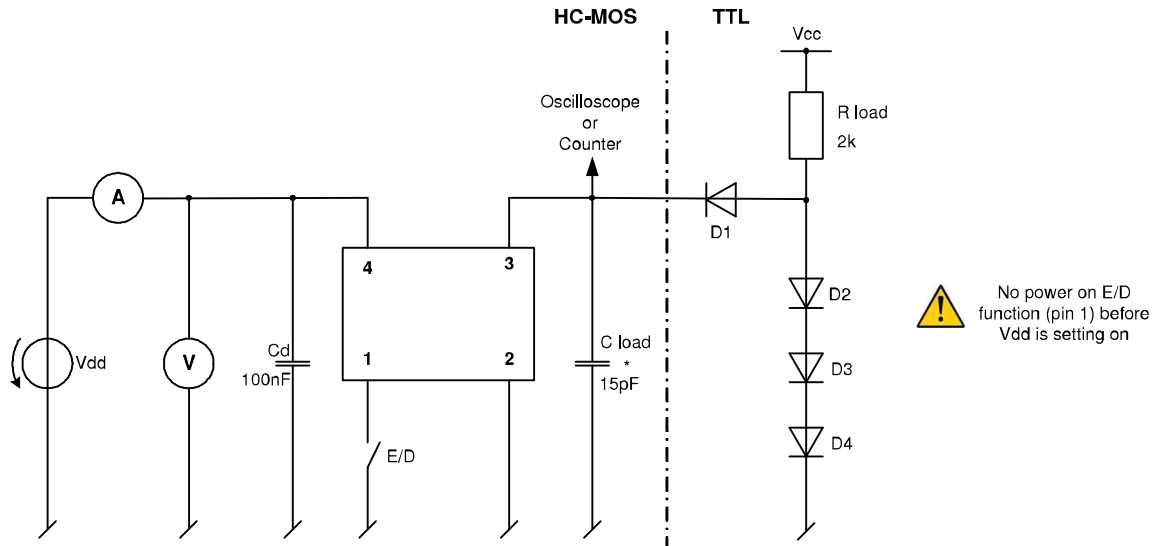 HC-MOS
TTL
Vcc
Oscilloscope
or
Counter
R load
2k
A
D1
4
3
D2
No power on E/D
function (pin 1) before
Vdd is setting on
!
Vdd
V
Cd
100nF
1
2
C load
*
15pF
D3
E/D
D4